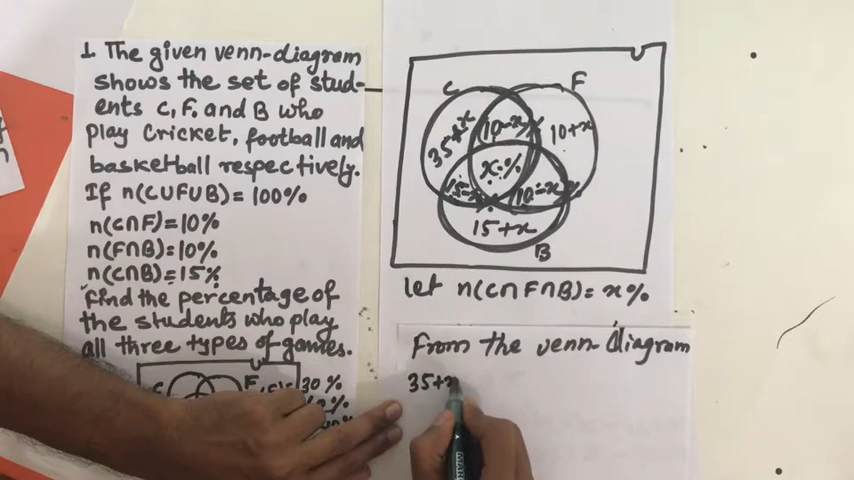 1. The given venn-diagram
shows the set of stud-
ents C, F. and B who
play Cricket, football and
basketball respectively.
If n(C∪F∪B)=100%
n(C∩F)=10%
n(F∩B)=10%
n(C∩B)=15%
find the percentage of
the students who play
all three types of games.
30%
C
F
35+x
10-x%
10+x
x%
15-x%
10-x%
15+x
B
let n(C∩F∩B)=x%
From the venn-diagram
35+x